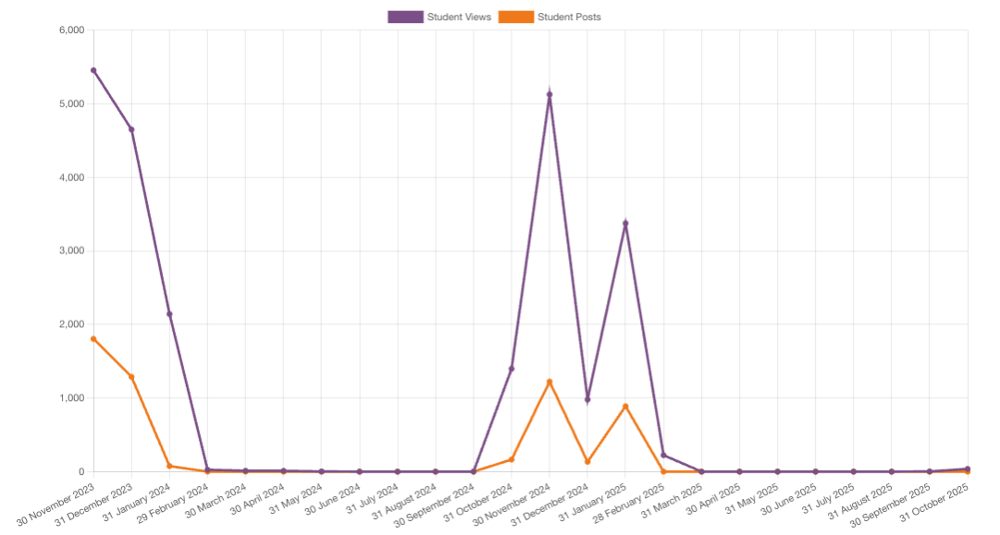 Student Views Student Posts
6,000
5,000
4,000
3,000
2,000
1,000
0
30 November 2023
31 December 2023
31 January 2024
29 February 2024
30 March 2024
30 April 2024
31 May 2024
30 June 2024
31 July 2024
31 August 2024
30 September 2024
31 October 2024
30 November 2024
31 December 2024
31 January 2025
28 February 2025
31 March 2025
30 April 2025
31 May 2025
30 June 2025
31 July 2025
31 August 2025
30 September 2025
31 October 2025